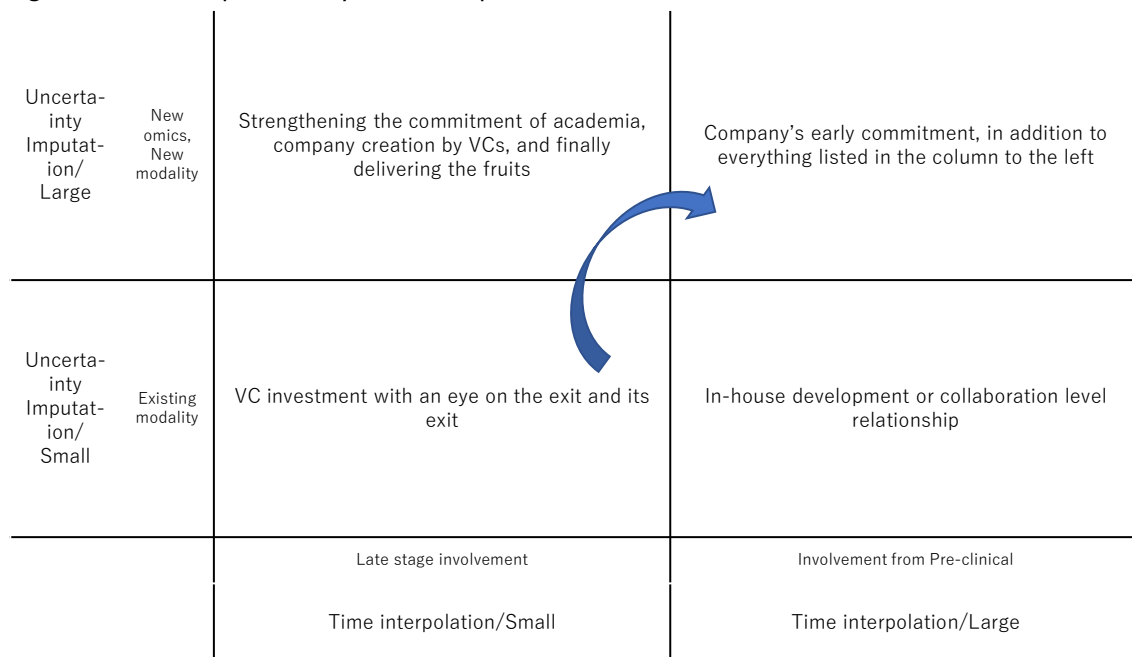 Uncerta-
inty
Imputat-
ion/
Large
New
omics,
New
modality
Strengthening the commitment of academia,
company creation by VCs, and finally
delivering the fruits
Company's early commitment, in addition to
everything listed in the column to the left
Uncerta-
inty
Imputat-
ion/
Small
Existing
modality
VC investment with an eye on the exit and its
exit
In-house development or collaboration level
relationship
Late stage involvement
Involvement from Pre-clinical
Time interpolation/Small
Time interpolation/Large